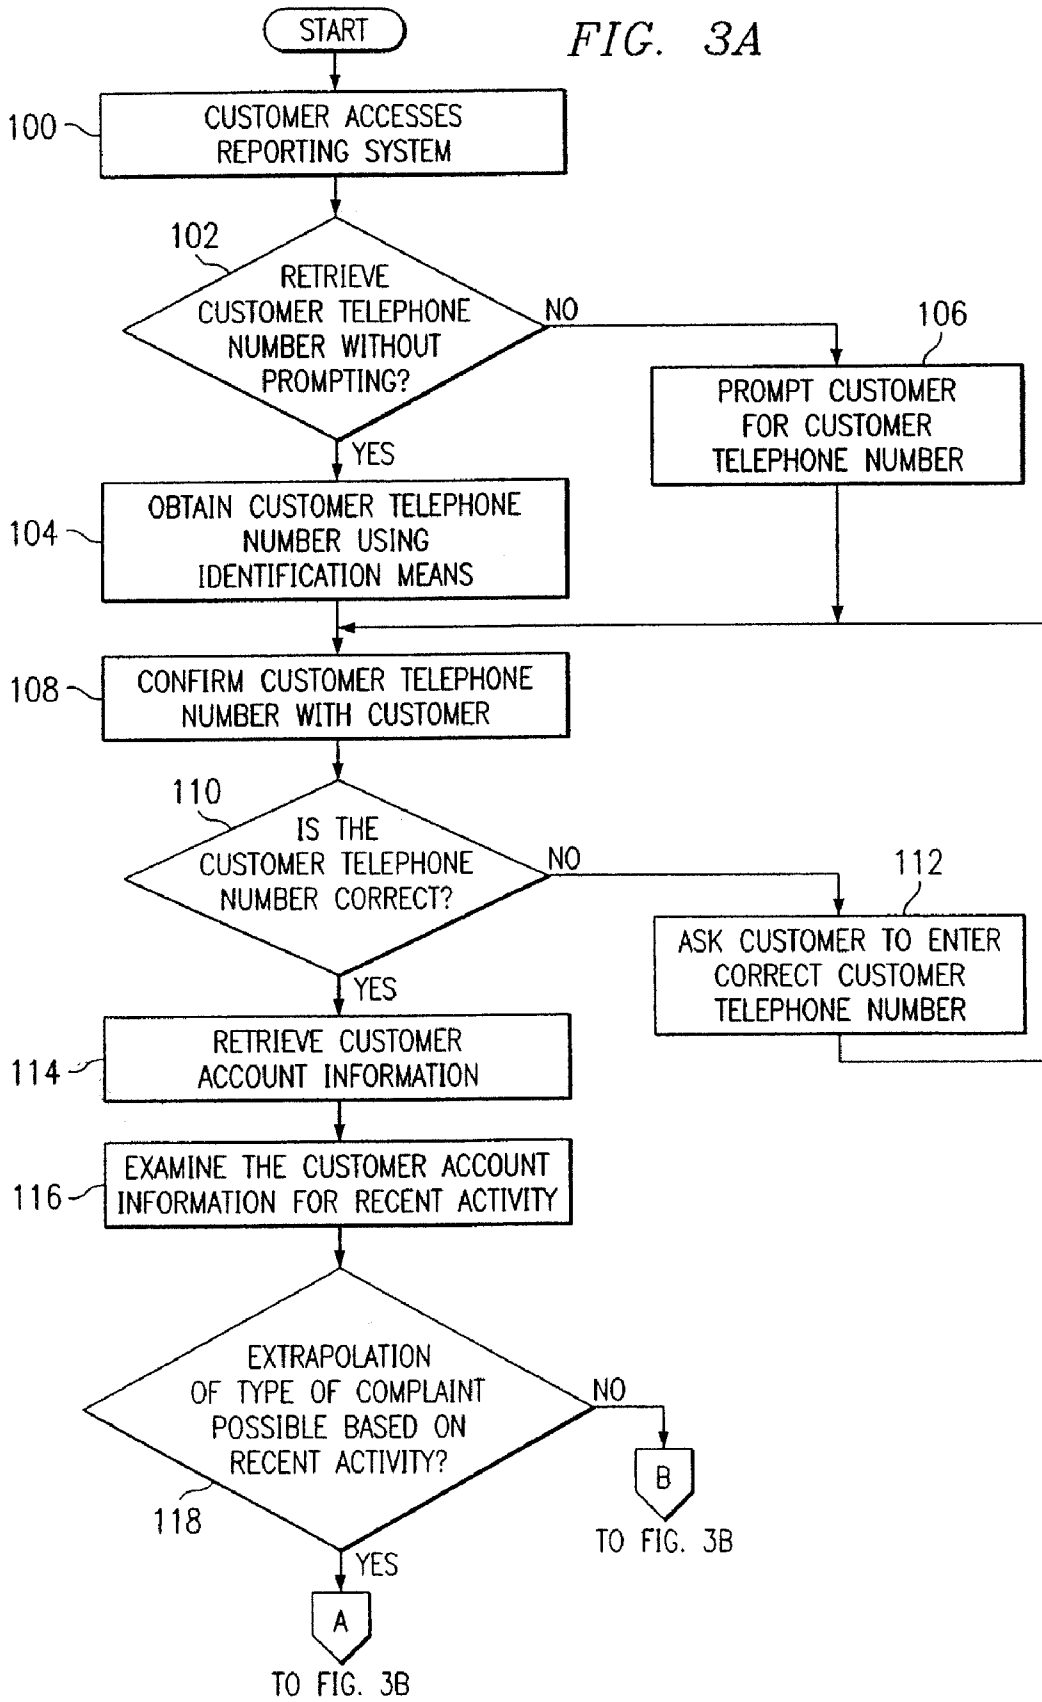 START
FIG. 3A
100
CUSTOMER ACCESSES
REPORTING SYSTEM
102
RETRIEVE
CUSTOMER TELEPHONE
NUMBER WITHOUT
PROMPTING?
NO
YES
106
PROMPT CUSTOMER
FOR CUSTOMER
TELEPHONE NUMBER
104
OBTAIN CUSTOMER TELEPHONE
NUMBER USING
IDENTIFICATION MEANS
108
CONFIRM CUSTOMER TELEPHONE
NUMBER WITH CUSTOMER
110
IS THE
CUSTOMER TELEPHONE
NUMBER CORRECT?
NO
YES
112
ASK CUSTOMER TO ENTER
CORRECT CUSTOMER
TELEPHONE NUMBER
114
RETRIEVE CUSTOMER
ACCOUNT INFORMATION
116
EXAMINE THE CUSTOMER ACCOUNT
INFORMATION FOR RECENT ACTIVITY
EXTRAPOLATION
OF TYPE OF COMPLAINT
POSSIBLE BASED ON
RECENT ACTIVITY?
118
NO
B
TO FIG. 3B
YES
A
TO FIG. 3B